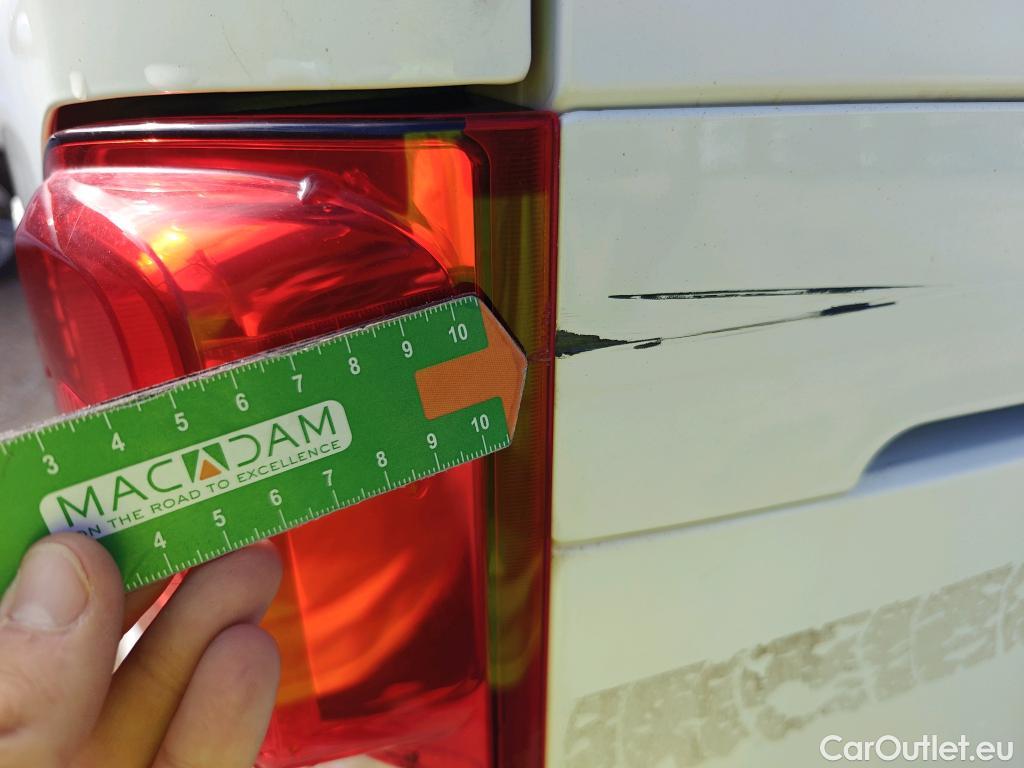 3 4 5 6 7 8 9 10
MACADAM
ON THE ROAD TO EXCELLENCE
4 5 6 7 8 9 10
CarOutlet.eu